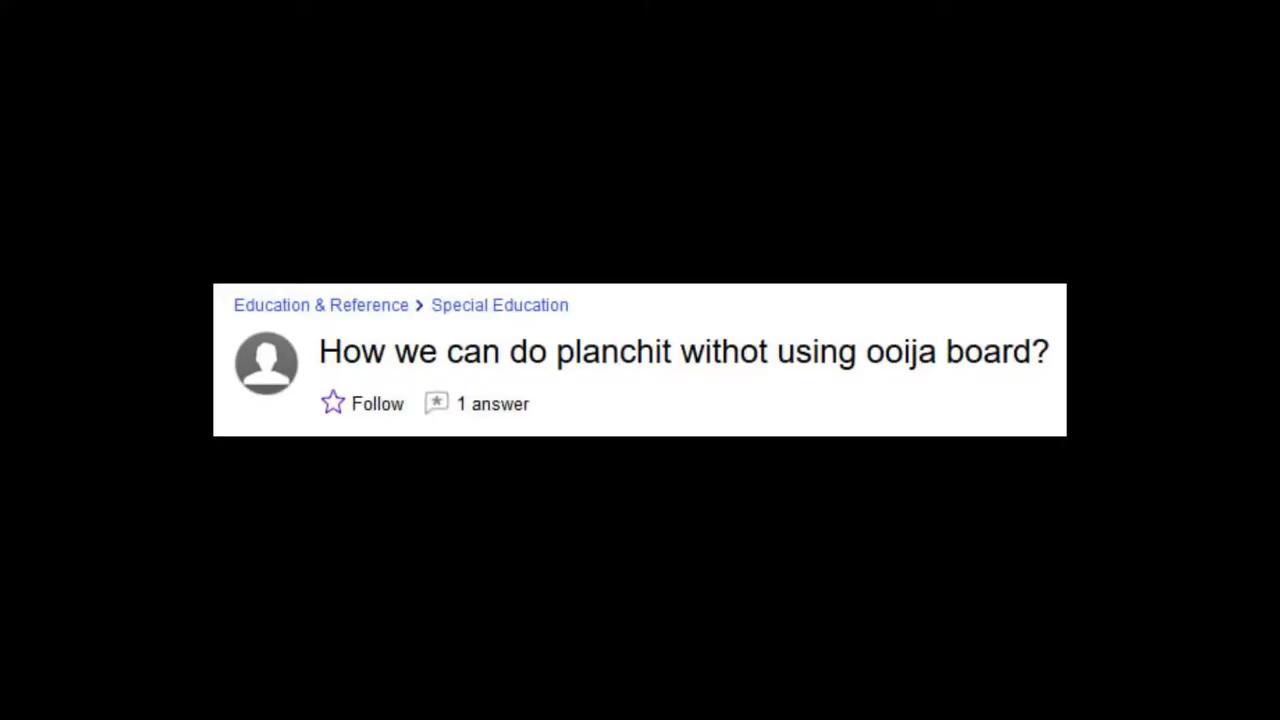 Education & Reference > Special Education
How we can do planchit withot using ooija board?
Follow 1 answer